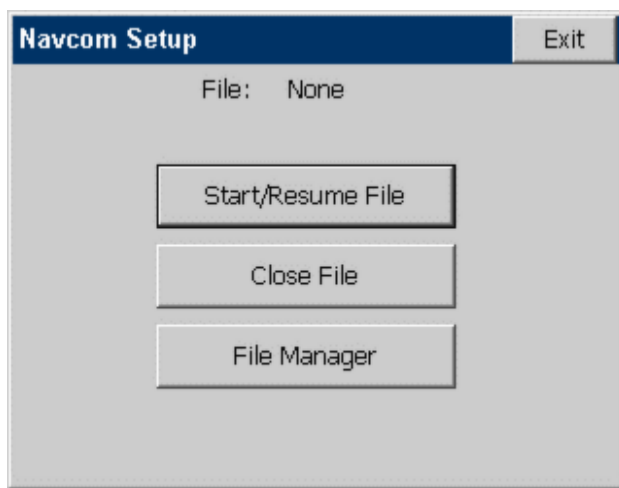 Navcom Setup Exit
File: None
Start/Resume File
Close File
File Manager